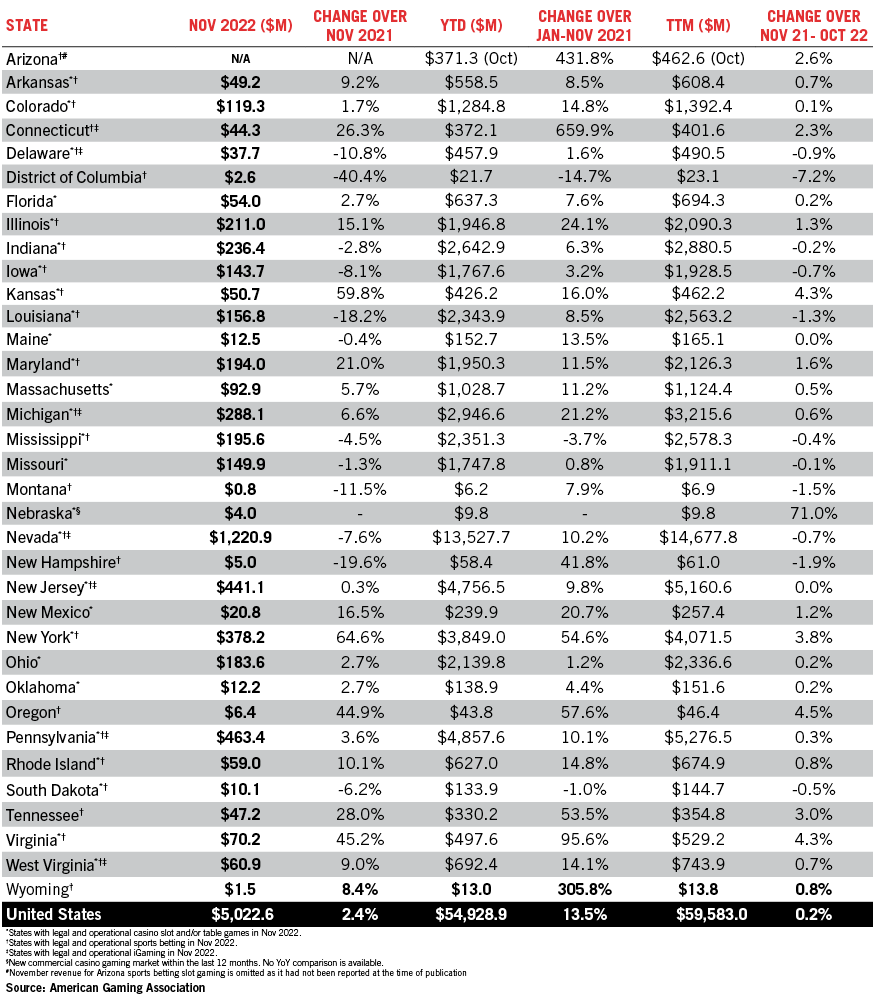 STATE NOV 2022 ($M) CHANGE OVER NOV 2021 YTD ($M) CHANGE OVER JAN-NOV 2021 TTM ($M) CHANGE OVER NOV 21- OCT 22
Arizona†# N/A N/A $371.3 (Oct) 431.8% $462.6 (Oct) 2.6%
Arkansas*† $49.2 9.2% $558.5 8.5% $608.4 0.7%
Colorado*† $119.3 1.7% $1,284.8 14.8% $1,392.4 0.1%
Connecticut†‡ $44.3 26.3% $372.1 659.9% $401.6 2.3%
Delaware*†‡ $37.7 -10.8% $457.9 1.6% $490.5 -0.9%
District of Columbia† $2.6 -40.4% $21.7 -14.7% $23.1 -7.2%
Florida* $54.0 2.7% $637.3 7.6% $694.3 0.2%
Illinois*† $211.0 15.1% $1,946.8 24.1% $2,090.3 1.3%
Indiana*† $236.4 -2.8% $2,642.9 6.3% $2,880.5 -0.2%
Iowa*† $143.7 -8.1% $1,767.6 3.2% $1,928.5 -0.7%
Kansas*† $50.7 59.8% $426.2 16.0% $462.2 4.3%
Louisiana*† $156.8 -18.2% $2,343.9 8.5% $2,563.2 -1.3%
Maine* $12.5 -0.4% $152.7 13.5% $165.1 0.0%
Maryland*† $194.0 21.0% $1,950.3 11.5% $2,126.3 1.6%
Massachusetts* $92.9 5.7% $1,028.7 11.2% $1,124.4 0.5%
Michigan*†‡ $288.1 6.6% $2,946.6 21.2% $3,215.6 0.6%
Mississippi*† $195.6 -4.5% $2,351.3 -3.7% $2,578.3 -0.4%
Missouri* $149.9 -1.3% $1,747.8 0.8% $1,911.1 -0.1%
Montana† $0.8 -11.5% $6.2 7.9% $6.9 -1.5%
Nebraska*§ $4.0 - $9.8 - $9.8 71.0%
Nevada*†‡ $1,220.9 -7.6% $13,527.7 10.2% $14,677.8 -0.7%
New Hampshire† $5.0 -19.6% $58.4 41.8% $61.0 -1.9%
New Jersey*†‡ $441.1 0.3% $4,756.5 9.8% $5,160.6 0.0%
New Mexico* $20.8 16.5% $239.9 20.7% $257.4 1.2%
New York*† $378.2 64.6% $3,849.0 54.6% $4,071.5 3.8%
Ohio* $183.6 2.7% $2,139.8 1.2% $2,336.6 0.2%
Oklahoma* $12.2 2.7% $138.9 4.4% $151.6 0.2%
Oregon† $6.4 44.9% $43.8 57.6% $46.4 4.5%
Pennsylvania*†‡ $463.4 3.6% $4,857.6 10.1% $5,276.5 0.3%
Rhode Island*† $59.0 10.1% $627.0 14.8% $674.9 0.8%
South Dakota*† $10.1 -6.2% $133.9 -1.0% $144.7 -0.5%
Tennessee† $47.2 28.0% $330.2 53.5% $354.8 3.0%
Virginia*† $70.2 45.2% $497.6 95.6% $529.2 4.3%
West Virginia*†‡ $60.9 9.0% $692.4 14.1% $743.9 0.7%
Wyoming† $1.5 8.4% $13.0 305.8% $13.8 0.8%
United States $5,022.6 2.4% $54,928.9 13.5% $59,583.0 0.2%
*States with legal and operational casino slot and/or table games in Nov 2022.
†States with legal and operational sports betting in Nov 2022.
‡States with legal and operational iGaming in Nov 2022.
§New commercial casino gaming market within the last 12 months. No YoY comparison is available.
#November revenue for Arizona sports betting slot gaming is omitted as it had not been reported at the time of publication
Source: American Gaming Association